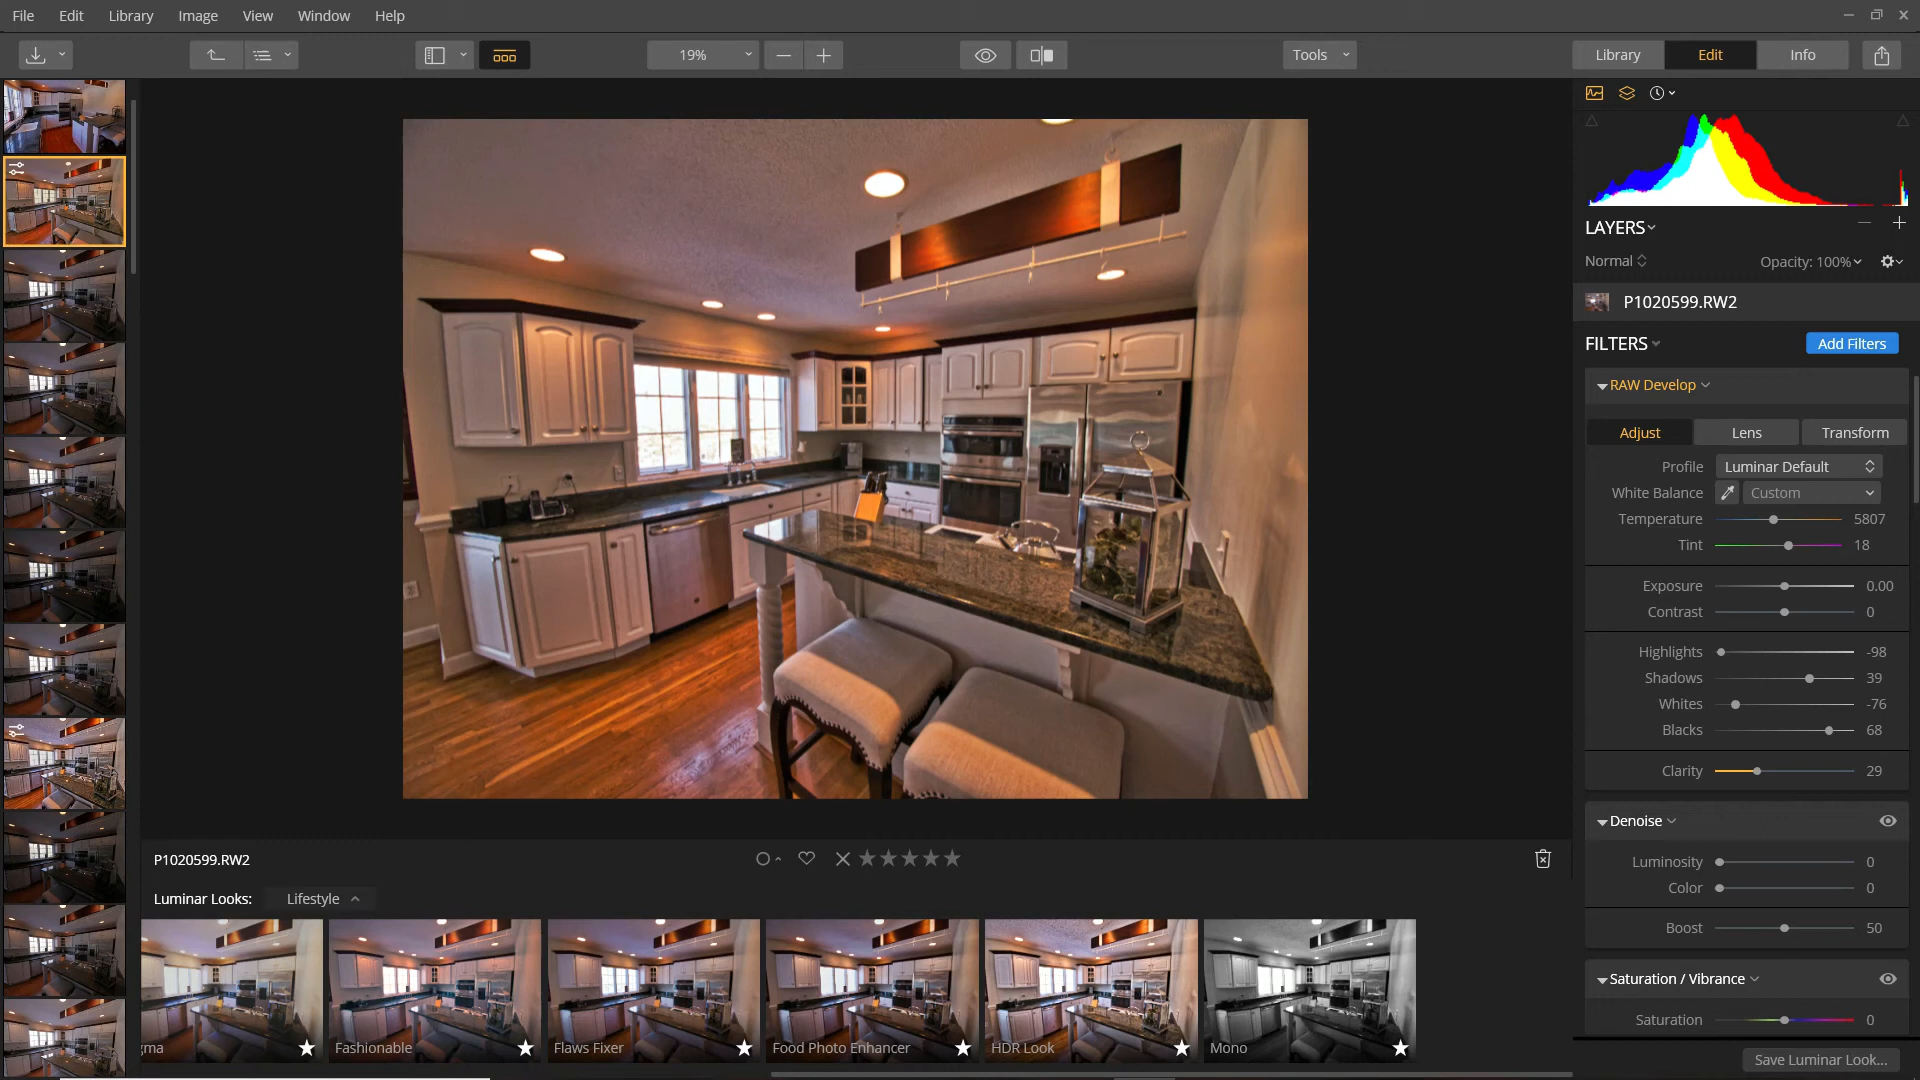 File Edit Library Image View Window Help
19% Tools Library Edit Info
LAYERS
Normal Opacity: 100%
P1020599.RW2
FILTERS Add Filters
RAW Develop
Adjust Lens Transform
Profile Luminar Default
White Balance Custom
Temperature 5807
Tint 18
Exposure 0.00
Contrast 0
Highlights -98
Shadows 39
Whites -76
Blacks 68
Clarity 29
Denoise
Luminosity 0
Color 0
Boost 50
Saturation / Vibrance
Saturation 0
Save Luminar Look...
P1020599.RW2
Luminar Looks: Lifestyle
gma Fashionable Flaws Fixer Food Photo Enhancer HDR Look Mono